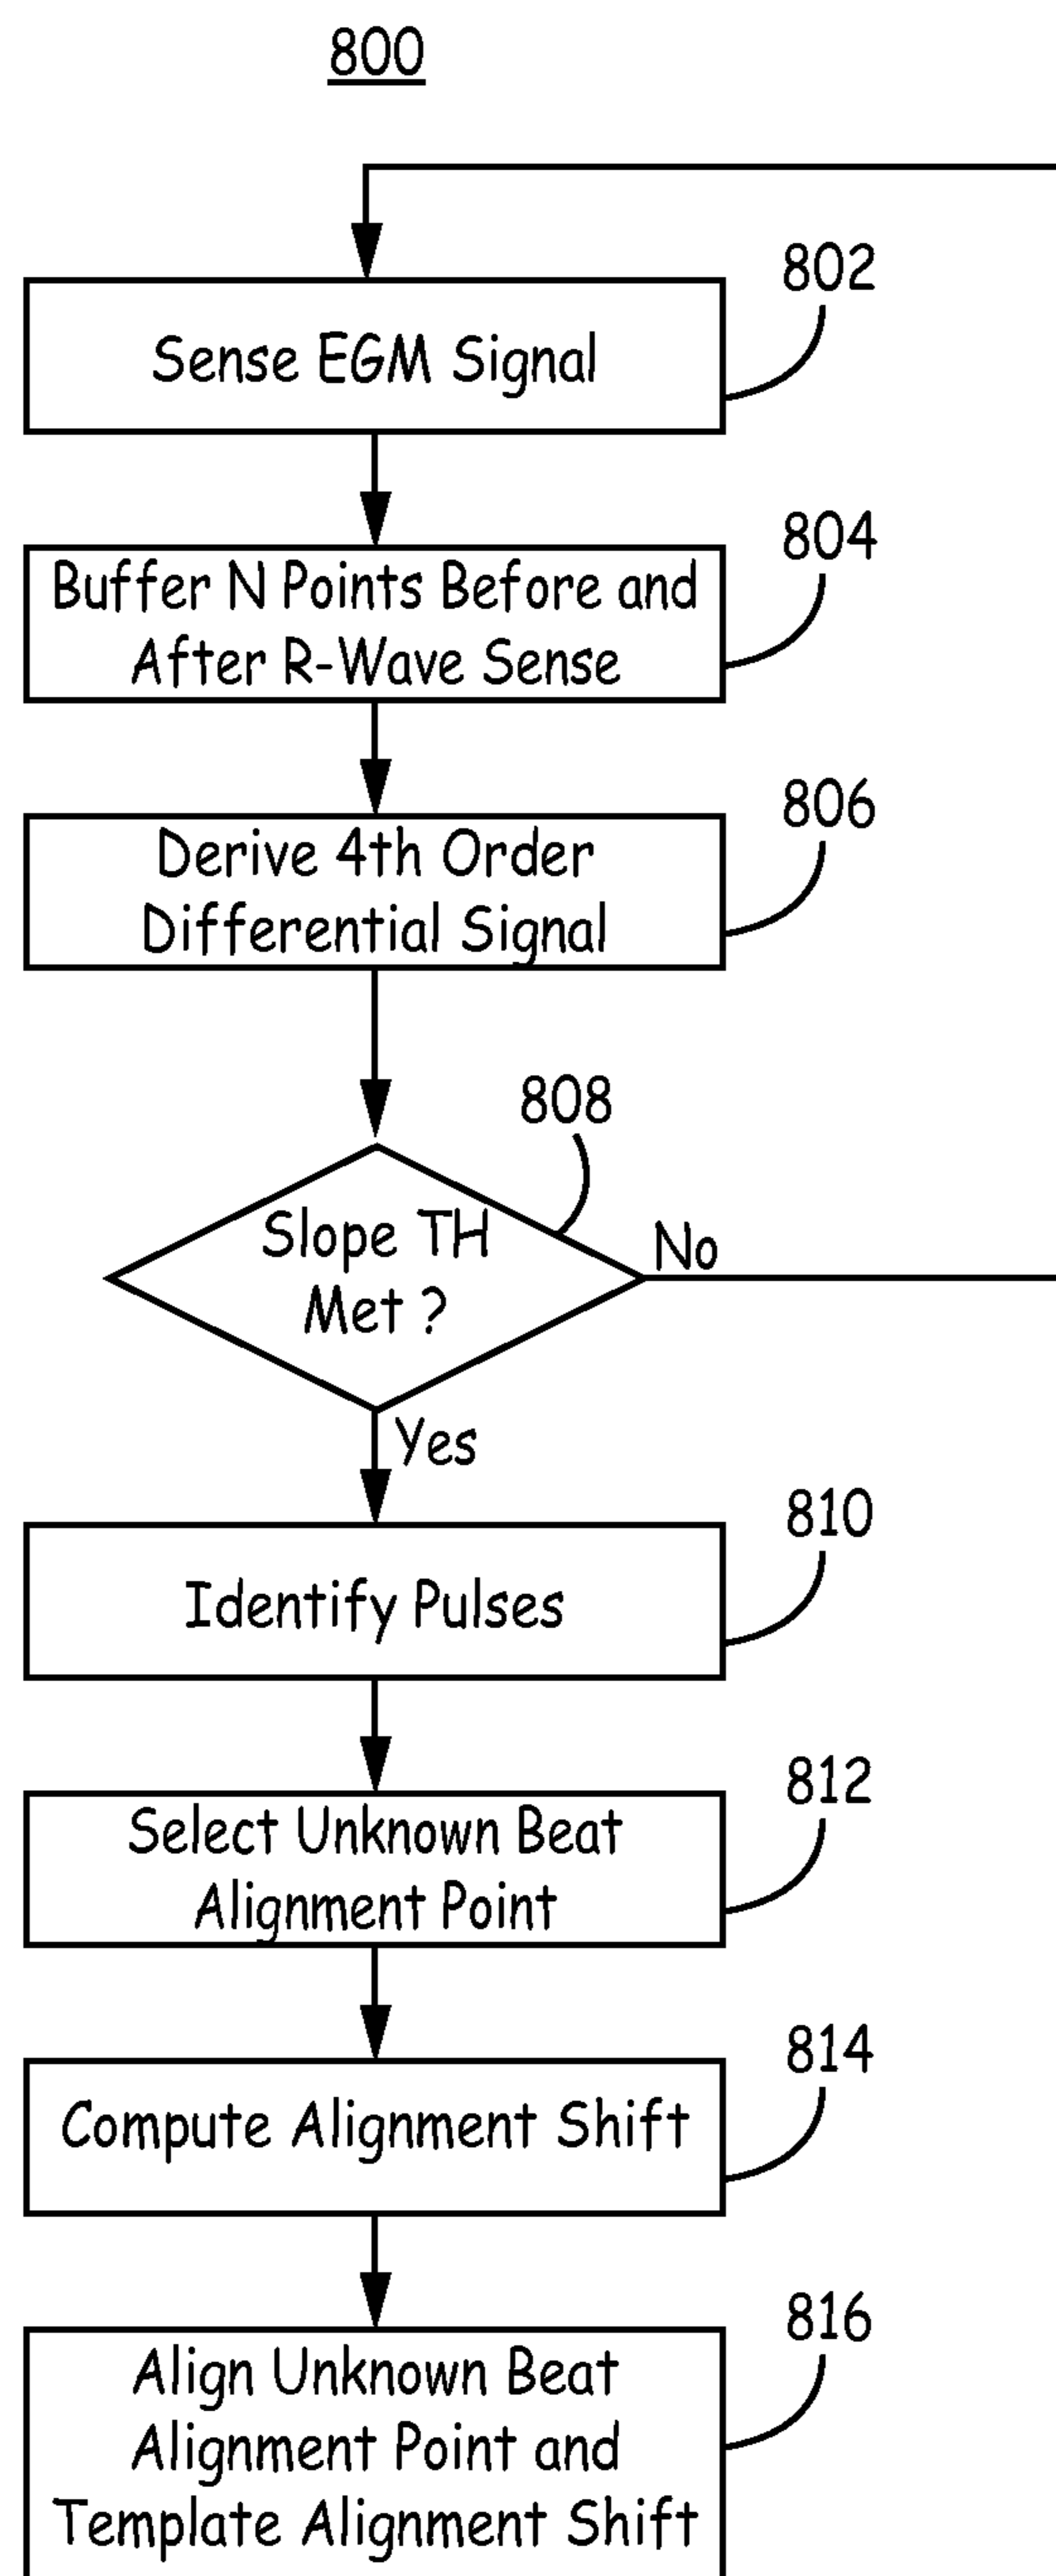 800
802
Sense EGM Signal
804
Buffer N Points Before and
After R-Wave Sense
806
Derive 4th Order
Differential Signal
808
Slope TH
Met ?
No
Yes
810
Identify Pulses
812
Select Unknown Beat
Alignment Point
814
Compute Alignment Shift
816
Align Unknown Beat
Alignment Point and
Template Alignment Shift